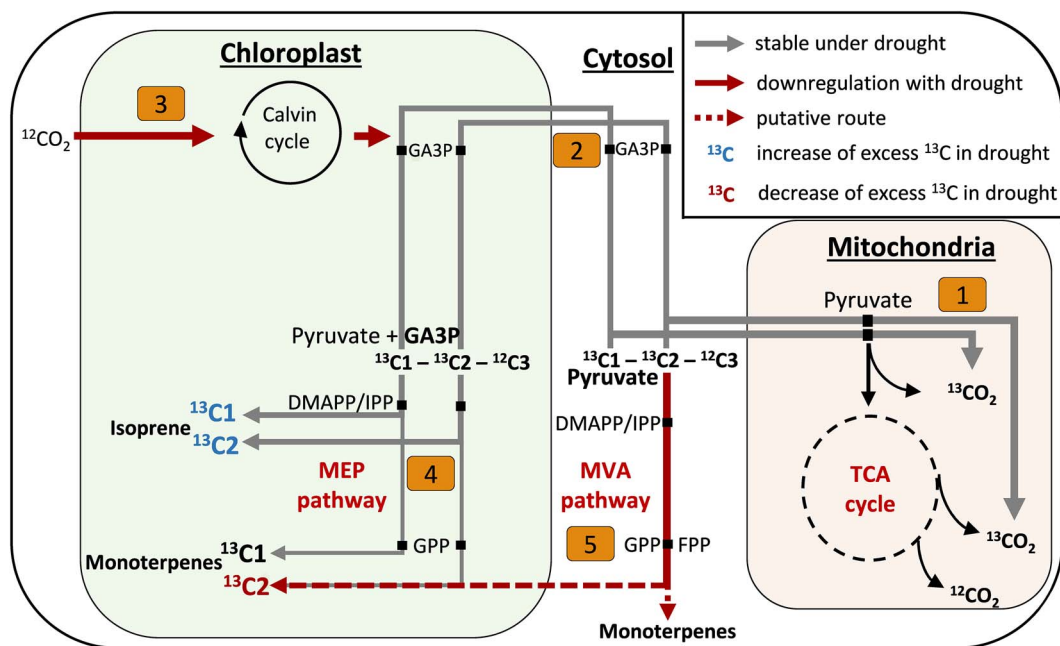 Chloroplast
Cytosol
stable under drought
downregulation with drought
putative route
¹³C increase of excess ¹³C in drought
¹³C decrease of excess ¹³C in drought
3
¹²CO₂
Calvin
cycle
GA3P
2
GA3P
Mitochondria
1
Pyruvate
Pyruvate + GA3P
¹³C1 – ¹³C2 – ¹²C3
¹³C1 – ¹³C2 – ¹²C3
Pyruvate
¹³CO₂
DMAPP/IPP
¹³C1
Isoprene
¹³C2
DMAPP/IPP
MEP
pathway
4
MVA
pathway
TCA
cycle
5
GPP
GPP
FPP
Monoterpenes
¹³C1
¹³C2
¹³CO₂
¹²CO₂
Monoterpenes